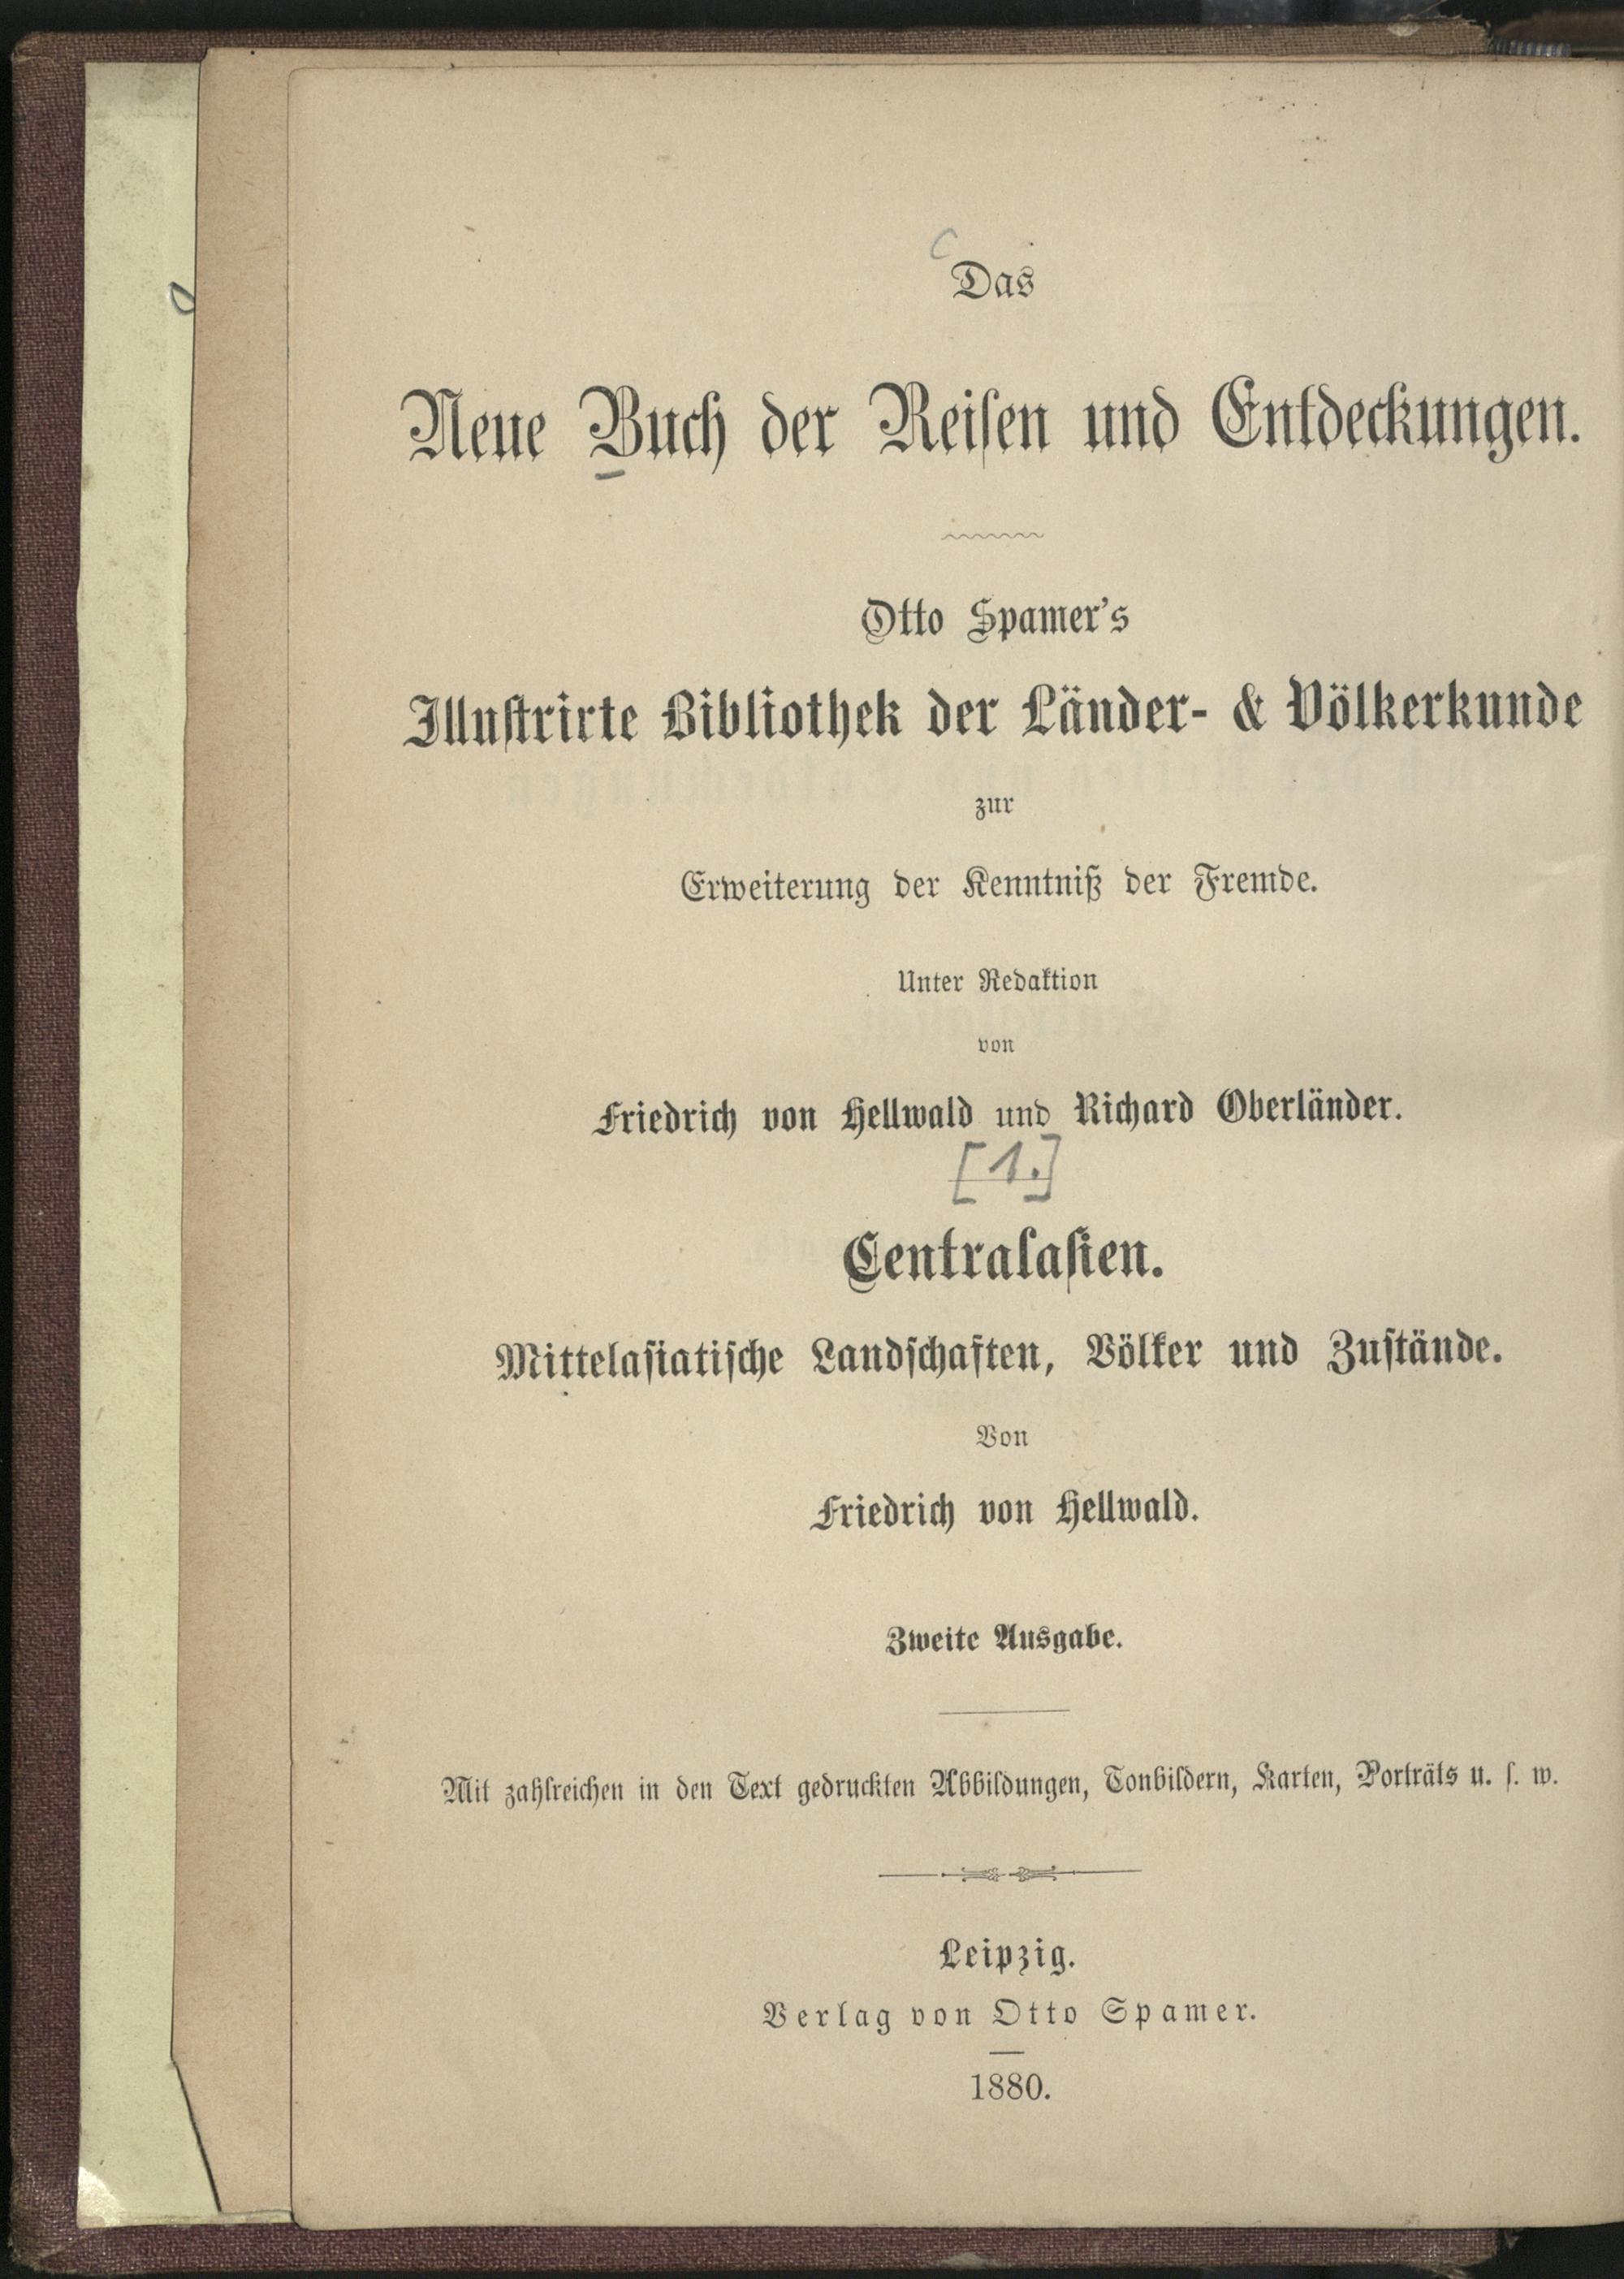 Das
Neue Buch der Reisen und Entdeckungen.
Otto Spamer's
Illustrirte Bibliothek der Länder- & Völkerkunde
zur
Erweiterung der Kenntniß der Fremde.
Unter Redaktion
von
Friedrich von Hellwald und Richard Oberländer.
[1.]
Centralasien.
Mittelasiatische Landschaften, Völker und Zustände.
Von
Friedrich von Hellwald.
Zweite Ausgabe.
Mit zahlreichen in den Text gedruckten Abbildungen, Tonbildern, Karten, Porträts u. s. w.
Leipzig.
Verlag von Otto Spamer.
1880.